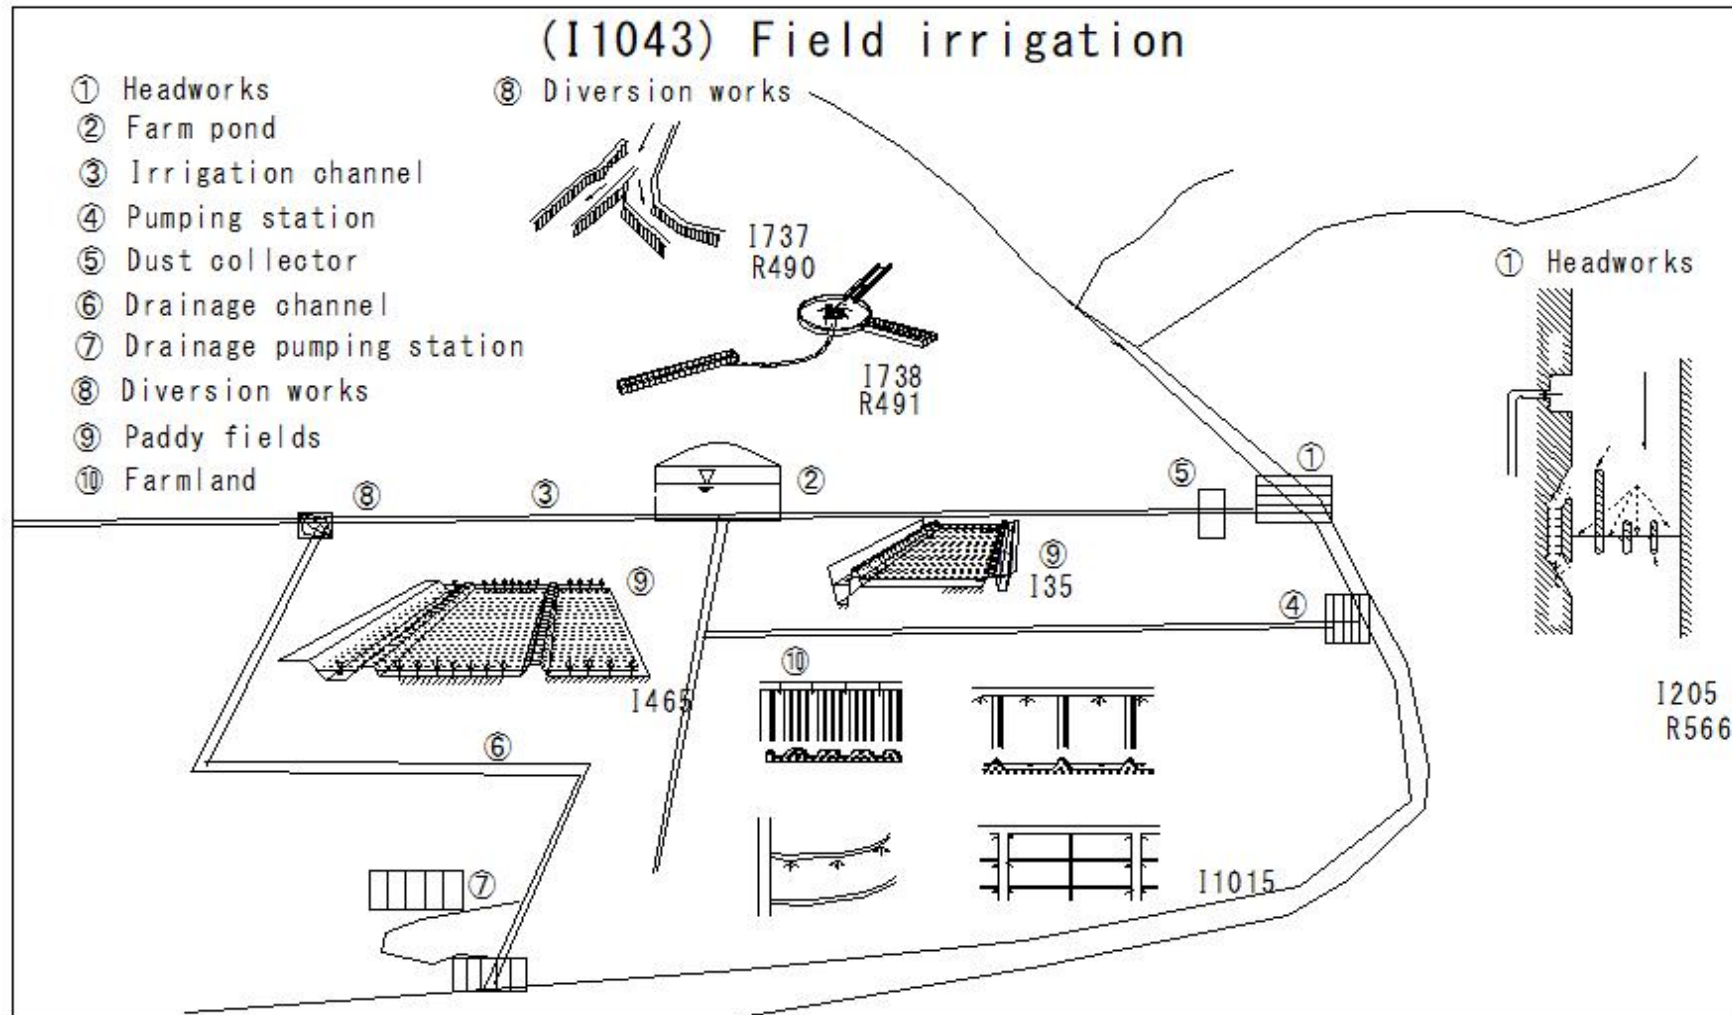 (I1043) Field irrigation
① Headworks
② Farm pond
③ Irrigation channel
④ Pumping station
⑤ Dust collector
⑥ Drainage channel
⑦ Drainage pumping station
⑧ Diversion works
⑨ Paddy fields
⑩ Farmland
⑧ Diversion works
I737
R490
I738
R491
① Headworks
I205
R566
①
⑤
②
③
⑧
⑨
I35
⑨
I465
④
⑩
⑥
⑦
I1015